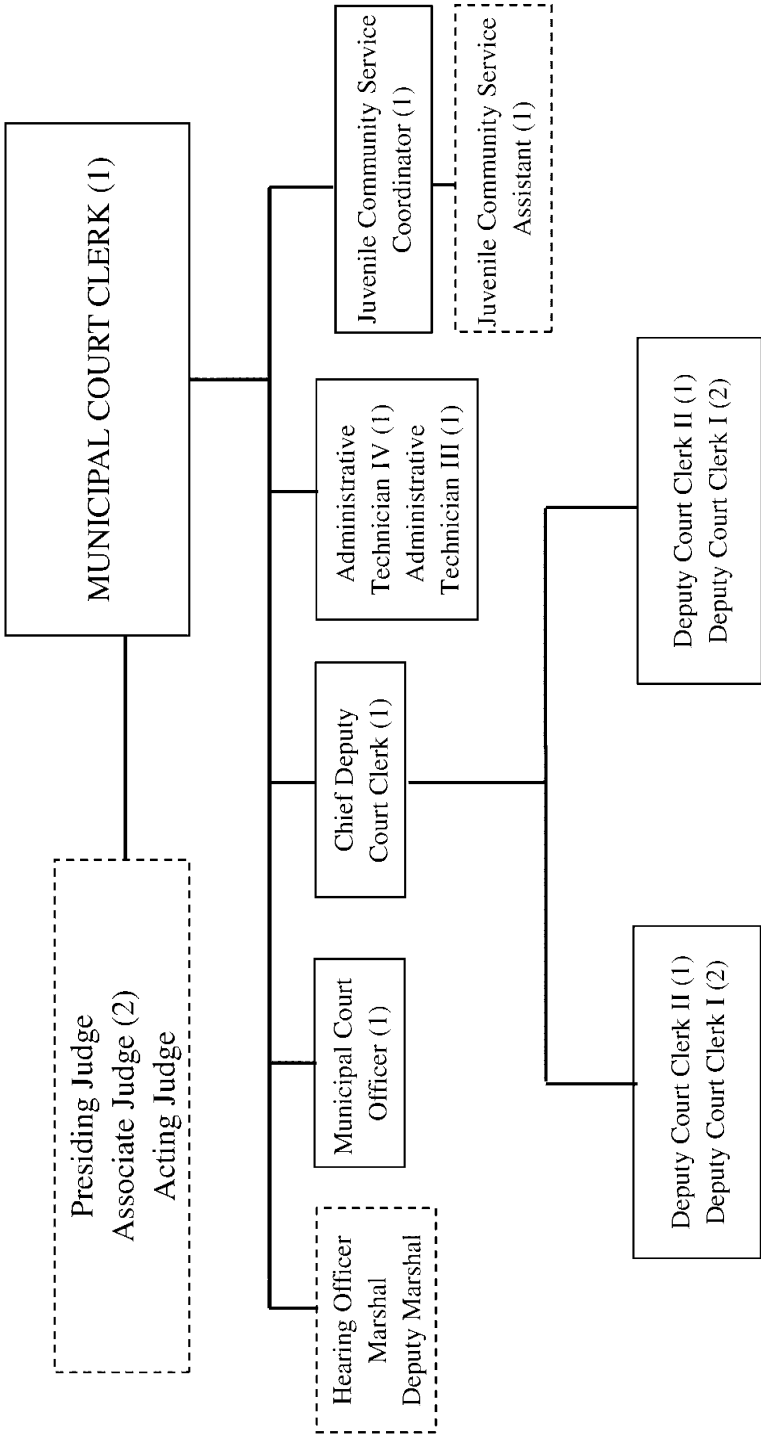 MUNICIPAL COURT CLERK (1)
Presiding Judge
Associate Judge (2)
Acting Judge
Hearing Officer
Marshal
Deputy Marshal
Municipal Court
Officer (1)
Chief Deputy
Court Clerk (1)
Administrative
Technician IV (1)
Administrative
Technician III (1)
Juvenile Community Service
Coordinator (1)
Juvenile Community Service
Assistant (1)
Deputy Court Clerk II (1)
Deputy Court Clerk I (2)
Deputy Court Clerk II (1)
Deputy Court Clerk I (2)